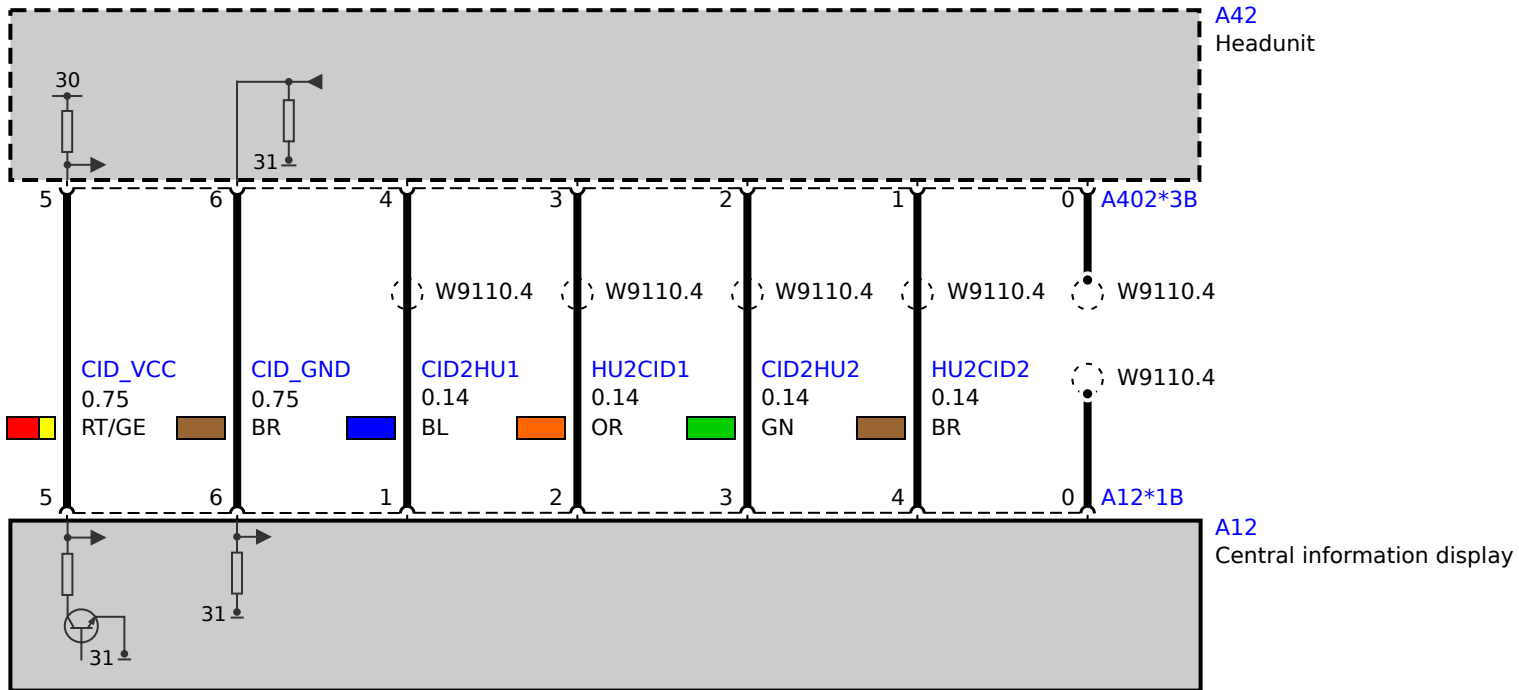 A42
Headunit
30
31
5 6 4 3 2 1 0 A402*3B
W9110.4 W9110.4 W9110.4 W9110.4 W9110.4
CID_VCC CID_GND CID2HU1 HU2CID1 CID2HU2 HU2CID2 W9110.4
0.75 0.75 0.14 0.14 0.14 0.14
RT/GE BR BL OR GN BR
5 6 1 2 3 4 0 A12*1B
A12
Central information display
31
31